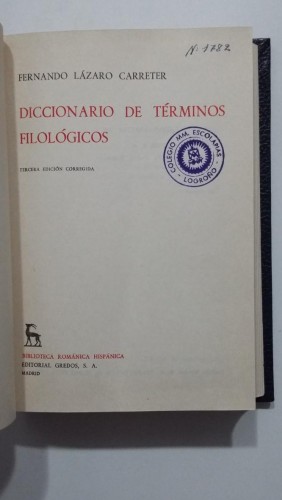 N. 1782
FERNANDO LÁZARO CARRETER
DICCIONARIO DE TÉRMINOS
FILOLÓGICOS
TERCERA EDICIÓN CORREGIDA
COLEGIO MM. ESCOLAPIAS
- LOGROÑO -
BIBLIOTECA ROMÁNICA HISPÁNICA
EDITORIAL GREDOS, S. A.
MADRID